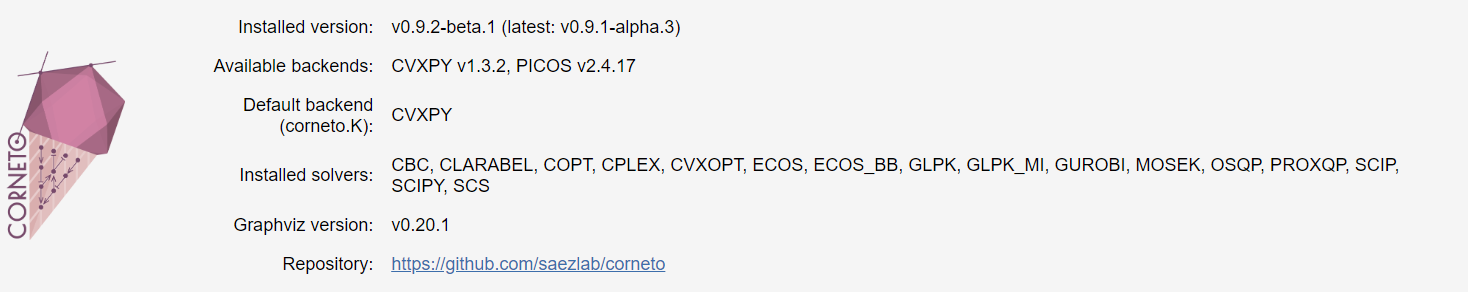 Installed version: v0.9.2-beta.1 (latest: v0.9.1-alpha.3)
Available backends: CVXPY v1.3.2, PICOS v2.4.17
Default backend
(corneto.K): CVXPY
Installed solvers: CBC, CLARABEL, COPT, CPLEX, CVXOPT, ECOS, ECOS_BB, GLPK, GLPK_MI, GUROBI, MOSEK, OSQP, PROXQP, SCIP,
SCIPY, SCS
Graphviz version: v0.20.1
Repository: https://github.com/saezlab/corneto
CORNETO